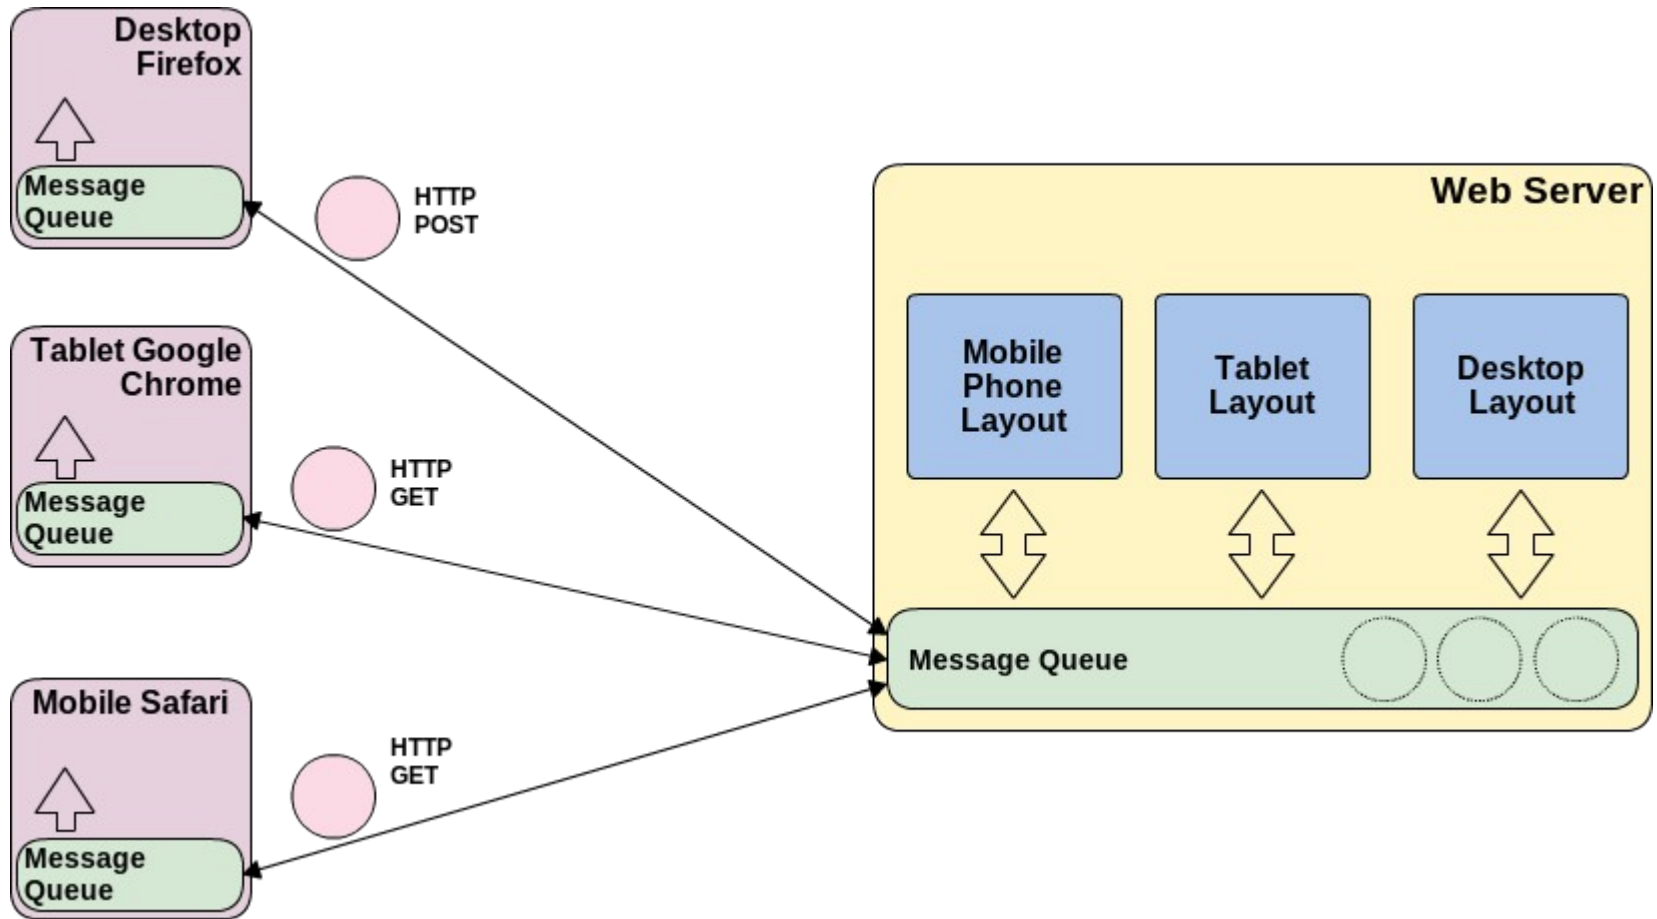 Desktop
Firefox
Message
Queue
HTTP
POST
Tablet Google
Chrome
Message
Queue
HTTP
GET
Mobile Safari
Message
Queue
HTTP
GET
Web Server
Mobile
Phone
Layout
Tablet
Layout
Desktop
Layout
Message Queue